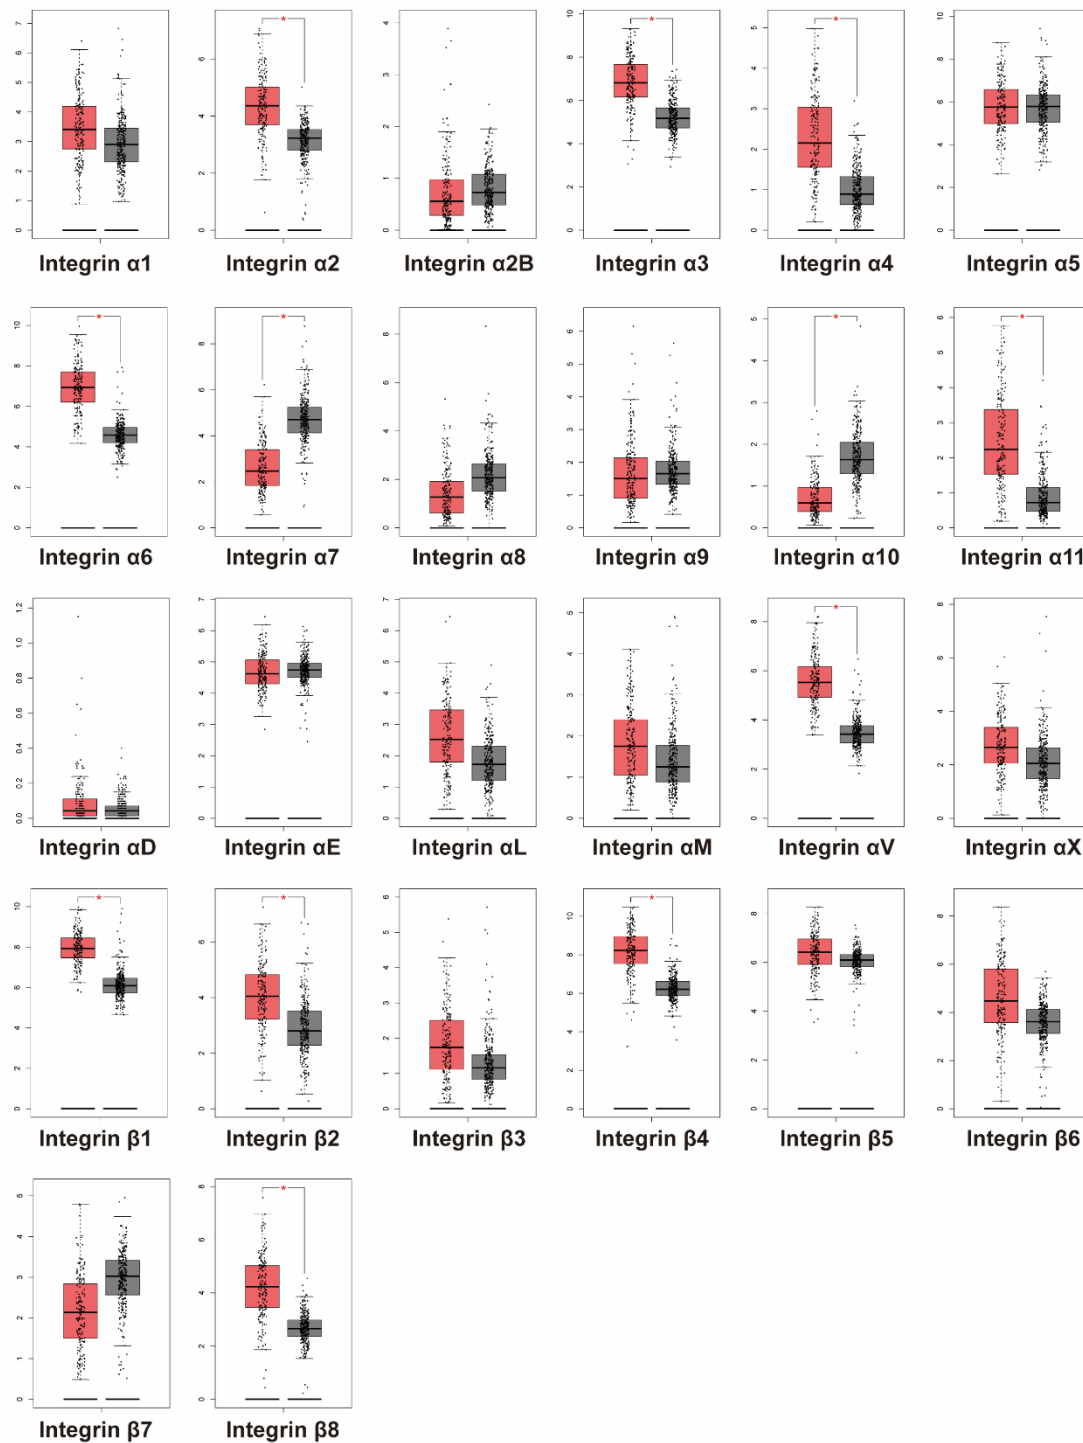 * * *
Integrin α1 Integrin α2 Integrin α2B Integrin α3 Integrin α4 Integrin α5
* * * *
Integrin α6 Integrin α7 Integrin α8 Integrin α9 Integrin α10 Integrin α11
*
Integrin αD Integrin αE Integrin αL Integrin αM Integrin αV Integrin αX
* * *
Integrin β1 Integrin β2 Integrin β3 Integrin β4 Integrin β5 Integrin β6
*
Integrin β7 Integrin β8